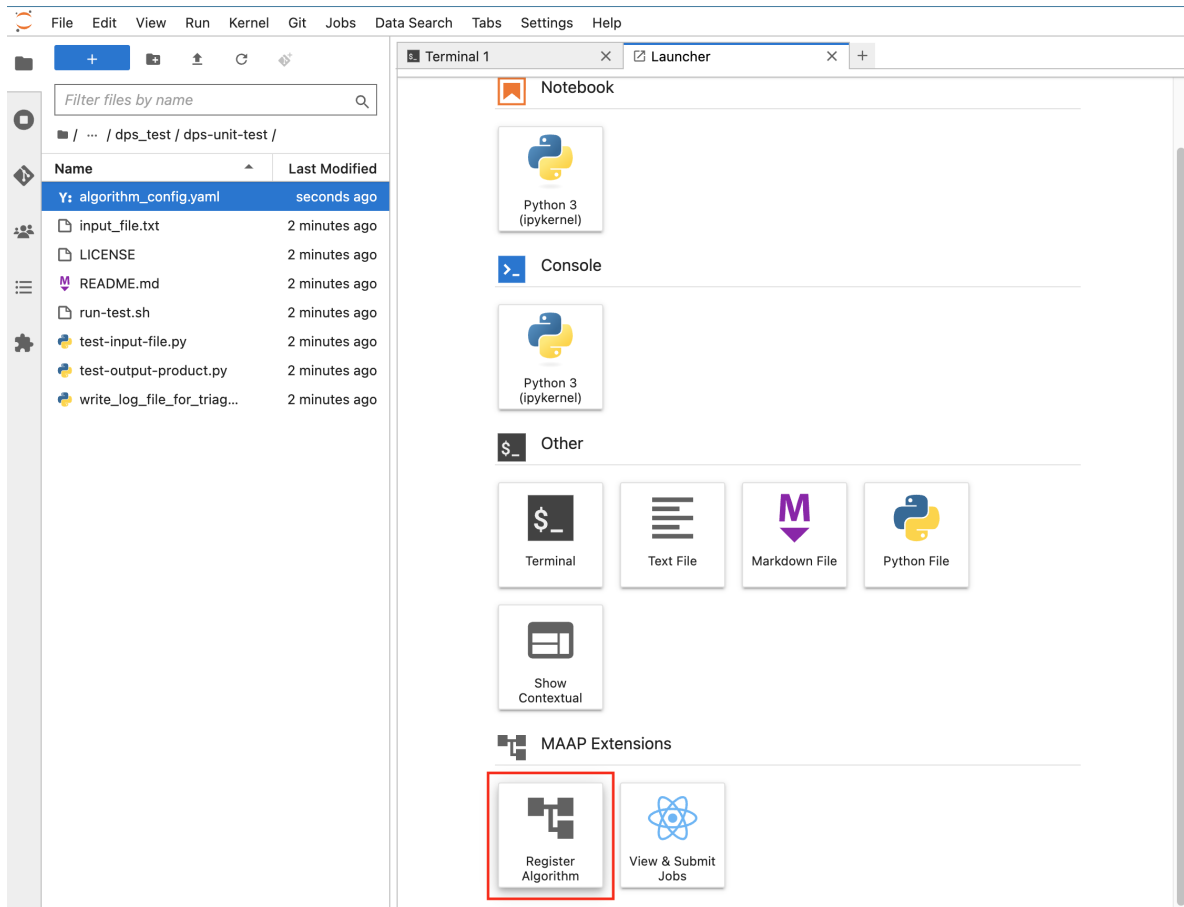 File Edit View Run Kernel Git Jobs Data Search Tabs Settings Help
+
Filter files by name
/ ··· / dps_test / dps-unit-test /
Name Last Modified
Y: algorithm_config.yaml seconds ago
input_file.txt 2 minutes ago
LICENSE 2 minutes ago
M README.md 2 minutes ago
run-test.sh 2 minutes ago
test-input-file.py 2 minutes ago
test-output-product.py 2 minutes ago
write_log_file_for_triag... 2 minutes ago
$_ Terminal 1 × Launcher × +
Notebook
Python 3
(ipykernel)
>_ Console
Python 3
(ipykernel)
$_ Other
$_
Terminal
Text File
M
Markdown File
Python File
Show
Contextual
MAAP Extensions
Register
Algorithm
View & Submit
Jobs